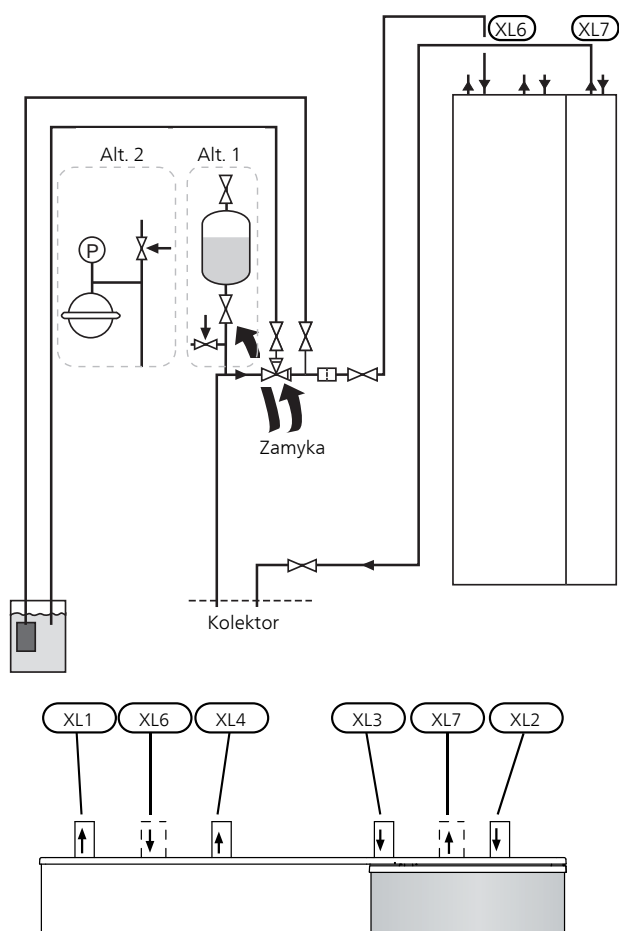 XL6 XL7
Alt. 2 Alt. 1
P
Zamyka
Kolektor
XL1 XL6 XL4 XL3 XL7 XL2